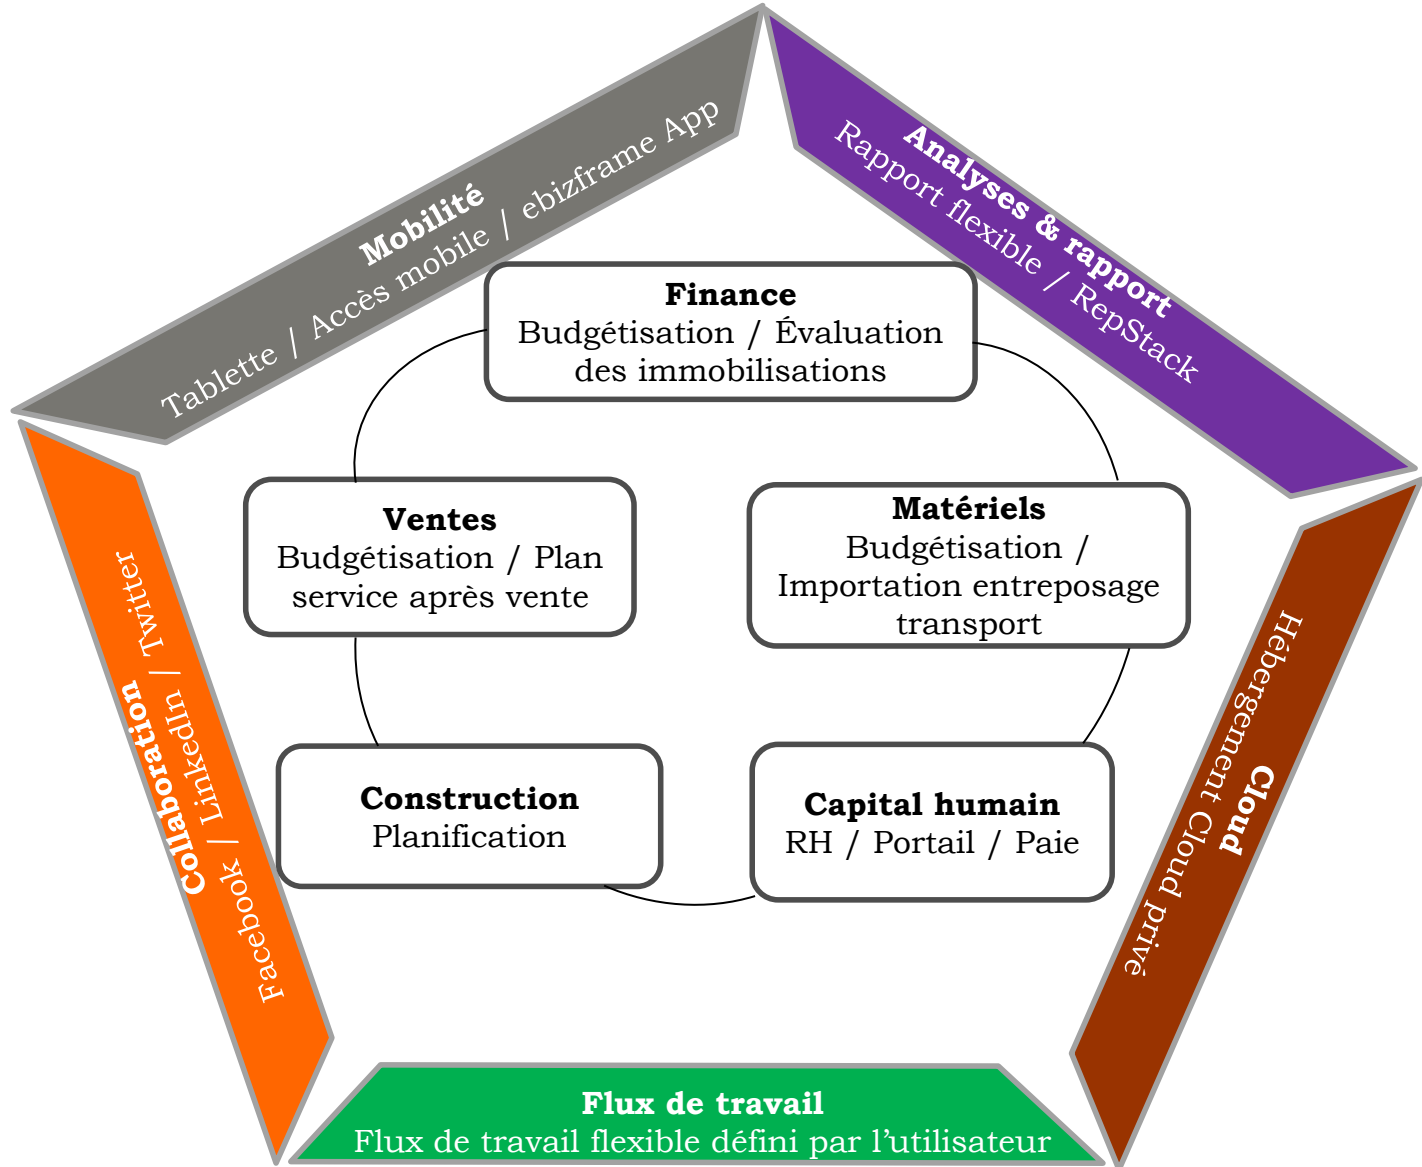 Mobilité
Tablette / Accès mobile / ebizframe App
Analyses & rapport
Rapport flexible / RepStack
Finance
Budgétisation / Évaluation
des immobilisations
Ventes
Budgétisation / Plan
service après vente
Matériels
Budgétisation /
Importation entreposage
transport
Construction
Planification
Capital humain
RH / Portail / Paie
Collaboration
Facebook / LinkedIn / Twitter
Cloud
Hébergement Cloud privé
Flux de travail
Flux de travail flexible défini par l’utilisateur